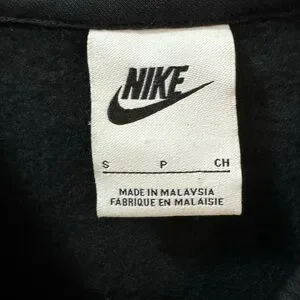 NIKE
S P CH
MADE IN MALAYSIA
FABRIQUE EN MALAISIE